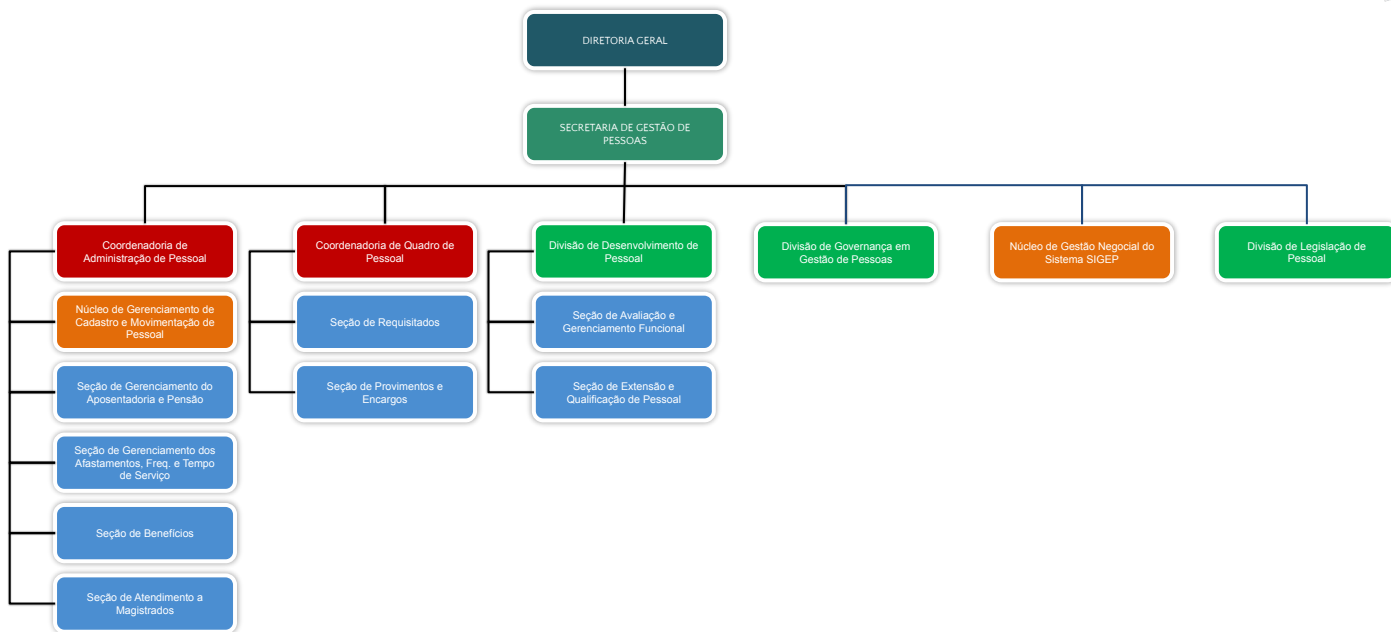 DIRETORIA GERAL
SECRETARIA DE GESTÃO DE
PESSOAS
Coordenadoria de
Administração de Pessoal
Coordenadoria de Quadro de
Pessoal
Divisão de Desenvolvimento de
Pessoal
Divisão de Governança em
Gestão de Pessoas
Núcleo de Gestão Negocial do
Sistema SIGEP
Divisão de Legislação de
Pessoal
Núcleo de Gerenciamento de
Cadastro e Movimentação de
Pessoal
Seção de Requisitados
Seção de Avaliação e
Gerenciamento Funcional
Seção de Gerenciamento do
Aposentadoria e Pensão
Seção de Provimentos e
Encargos
Seção de Extensão e
Qualificação de Pessoal
Seção de Gerenciamento dos
Afastamentos, Freq. e Tempo
de Serviço
Seção de Benefícios
Seção de Atendimento a
Magistrados